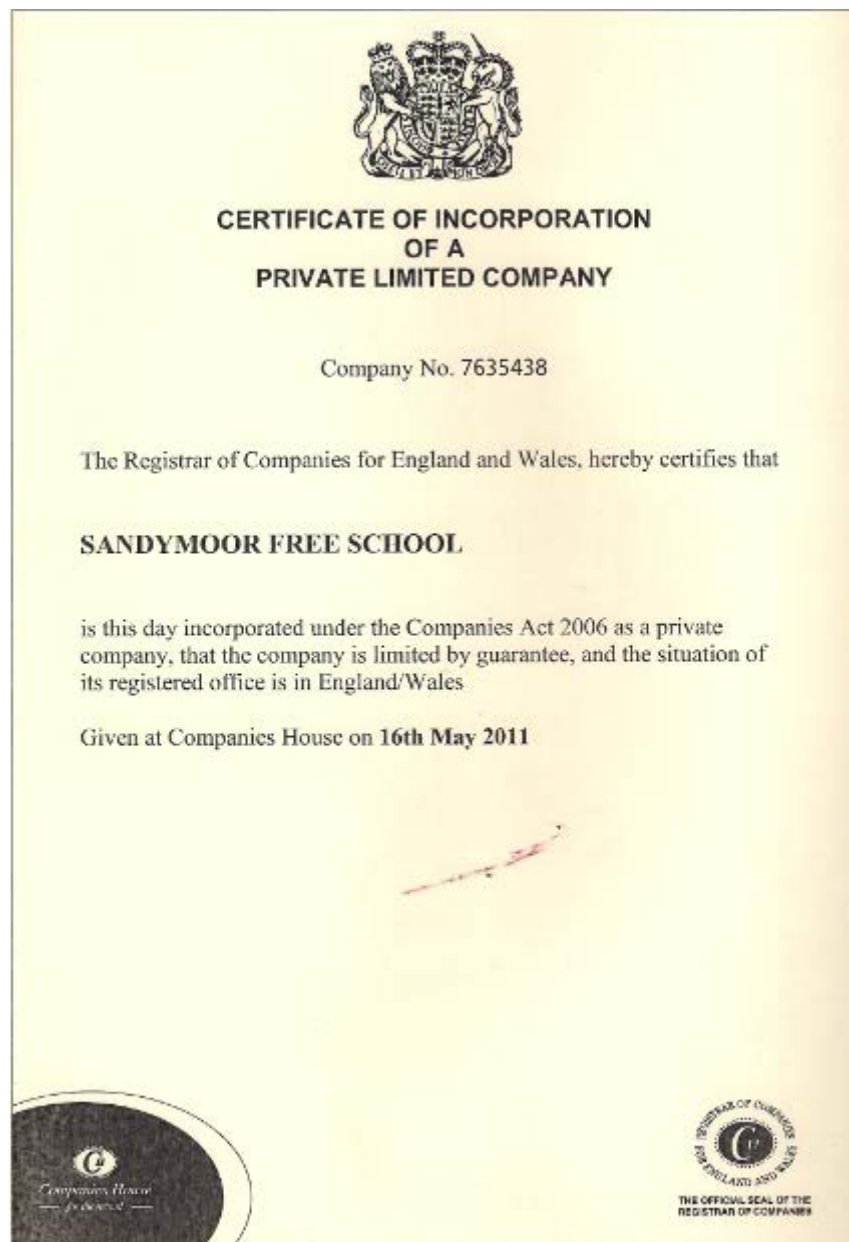 CERTIFICATE OF INCORPORATION
OF A
PRIVATE LIMITED COMPANY
Company No. 7635438
The Registrar of Companies for England and Wales, hereby certifies that
SANDYMOOR FREE SCHOOL
is this day incorporated under the Companies Act 2006 as a private
company, that the company is limited by guarantee, and the situation of
its registered office is in England/Wales
Given at Companies House on 16th May 2011
Companies House
REGISTRAR OF COMPANIES
FOR ENGLAND AND WALES
THE OFFICIAL SEAL OF THE
REGISTRAR OF COMPANIES